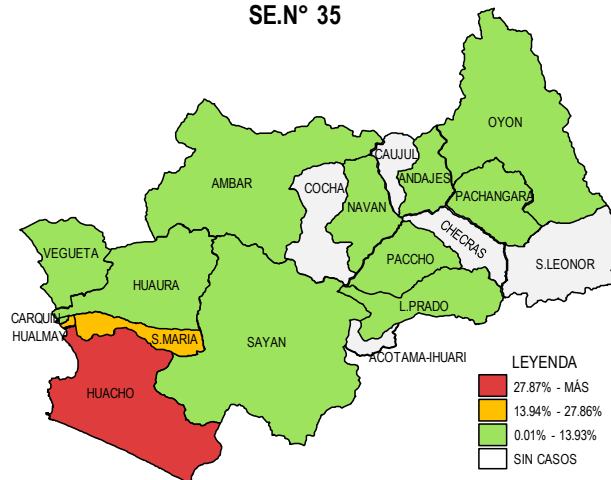 SE.N° 35
OYON
CAUJUL
ANDAJES
AMBAR
COCHA
NAVAN
PACHANGARA
CHECRAS
VEGUETA
HUAURA
PACCHO
S.LEONOR
L.PRADO
CARQUIN
HUALMAY
S.MARIA
SAYAN
ACOTAMA-IHUARI
HUACHO
LEYENDA
27.87% - MÁS
13.94% - 27.86%
0.01% - 13.93%
SIN CASOS